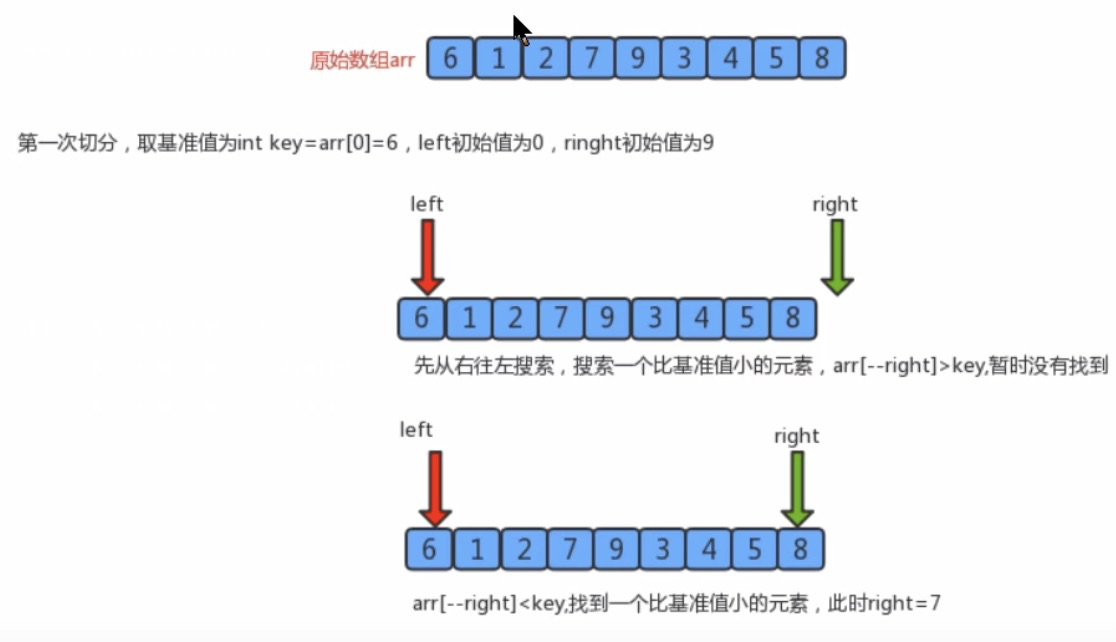 原始数组arr 6 1 2 7 9 3 4 5 8
第一次切分，取基准值为int key=arr[0]=6，left初始值为0，ringht初始值为9
left right
6 1 2 7 9 3 4 5 8
先从右往左搜索，搜索一个比基准值小的元素，arr[--right]>key,暂时没有找到
left right
6 1 2 7 9 3 4 5 8
arr[--right]<key,找到一个比基准值小的元素，此时right=7